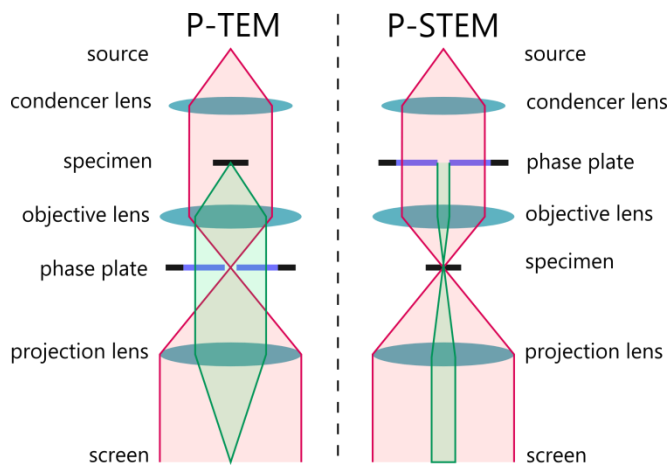 P-TEM
source
condencer lens
specimen
objective lens
phase plate
projection lens
screen
P-STEM
source
condenser lens
phase plate
objective lens
specimen
projection lens
screen